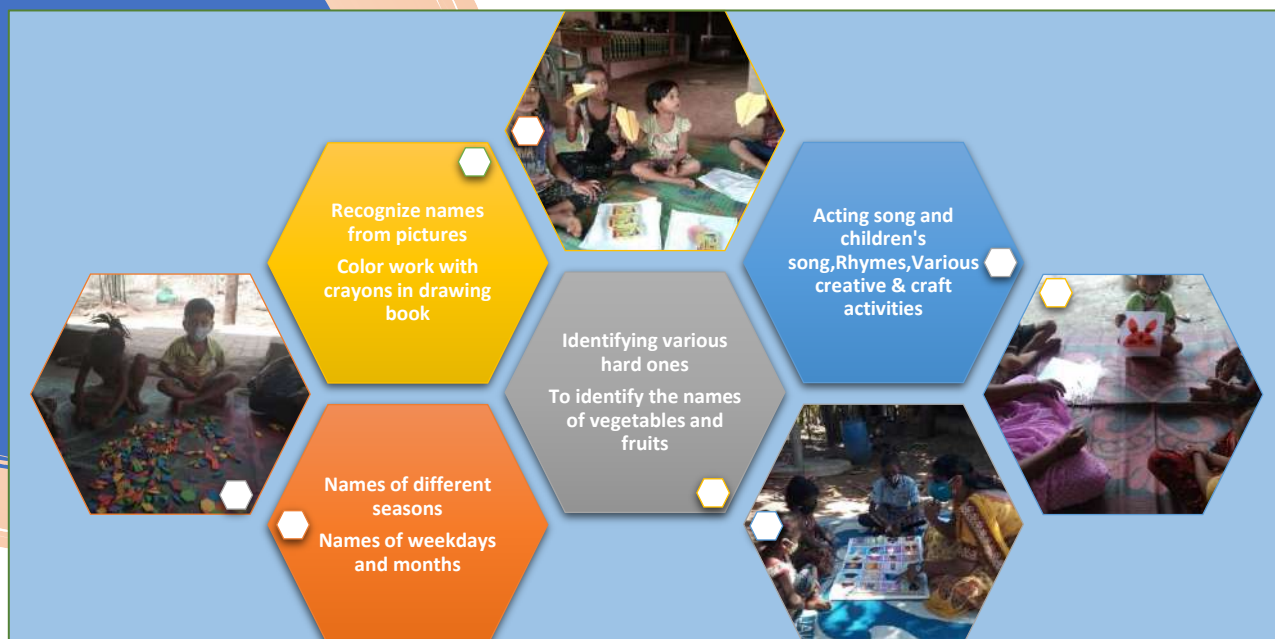 Recognize names
from pictures
Color work with
crayons in drawing
book
Acting song and
children's
song,Rhymes,Various
creative & craft
activities
Identifying various
hard ones
To identify the names
of vegetables and
fruits
Names of different
seasons
Names of weekdays
and months